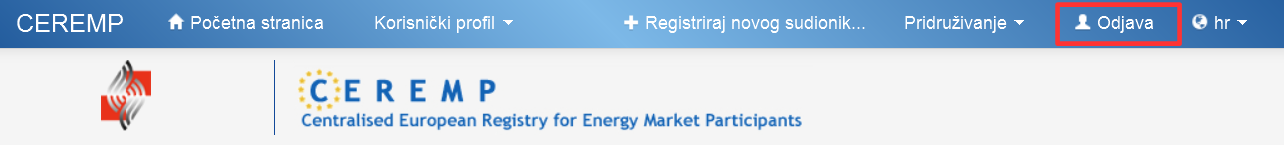 CEREMP Početna stranica Korisnički profil Registriraj novog sudionik... Pridruživanje Odjava hr
CEREMP
Centralised European Registry for Energy Market Participants